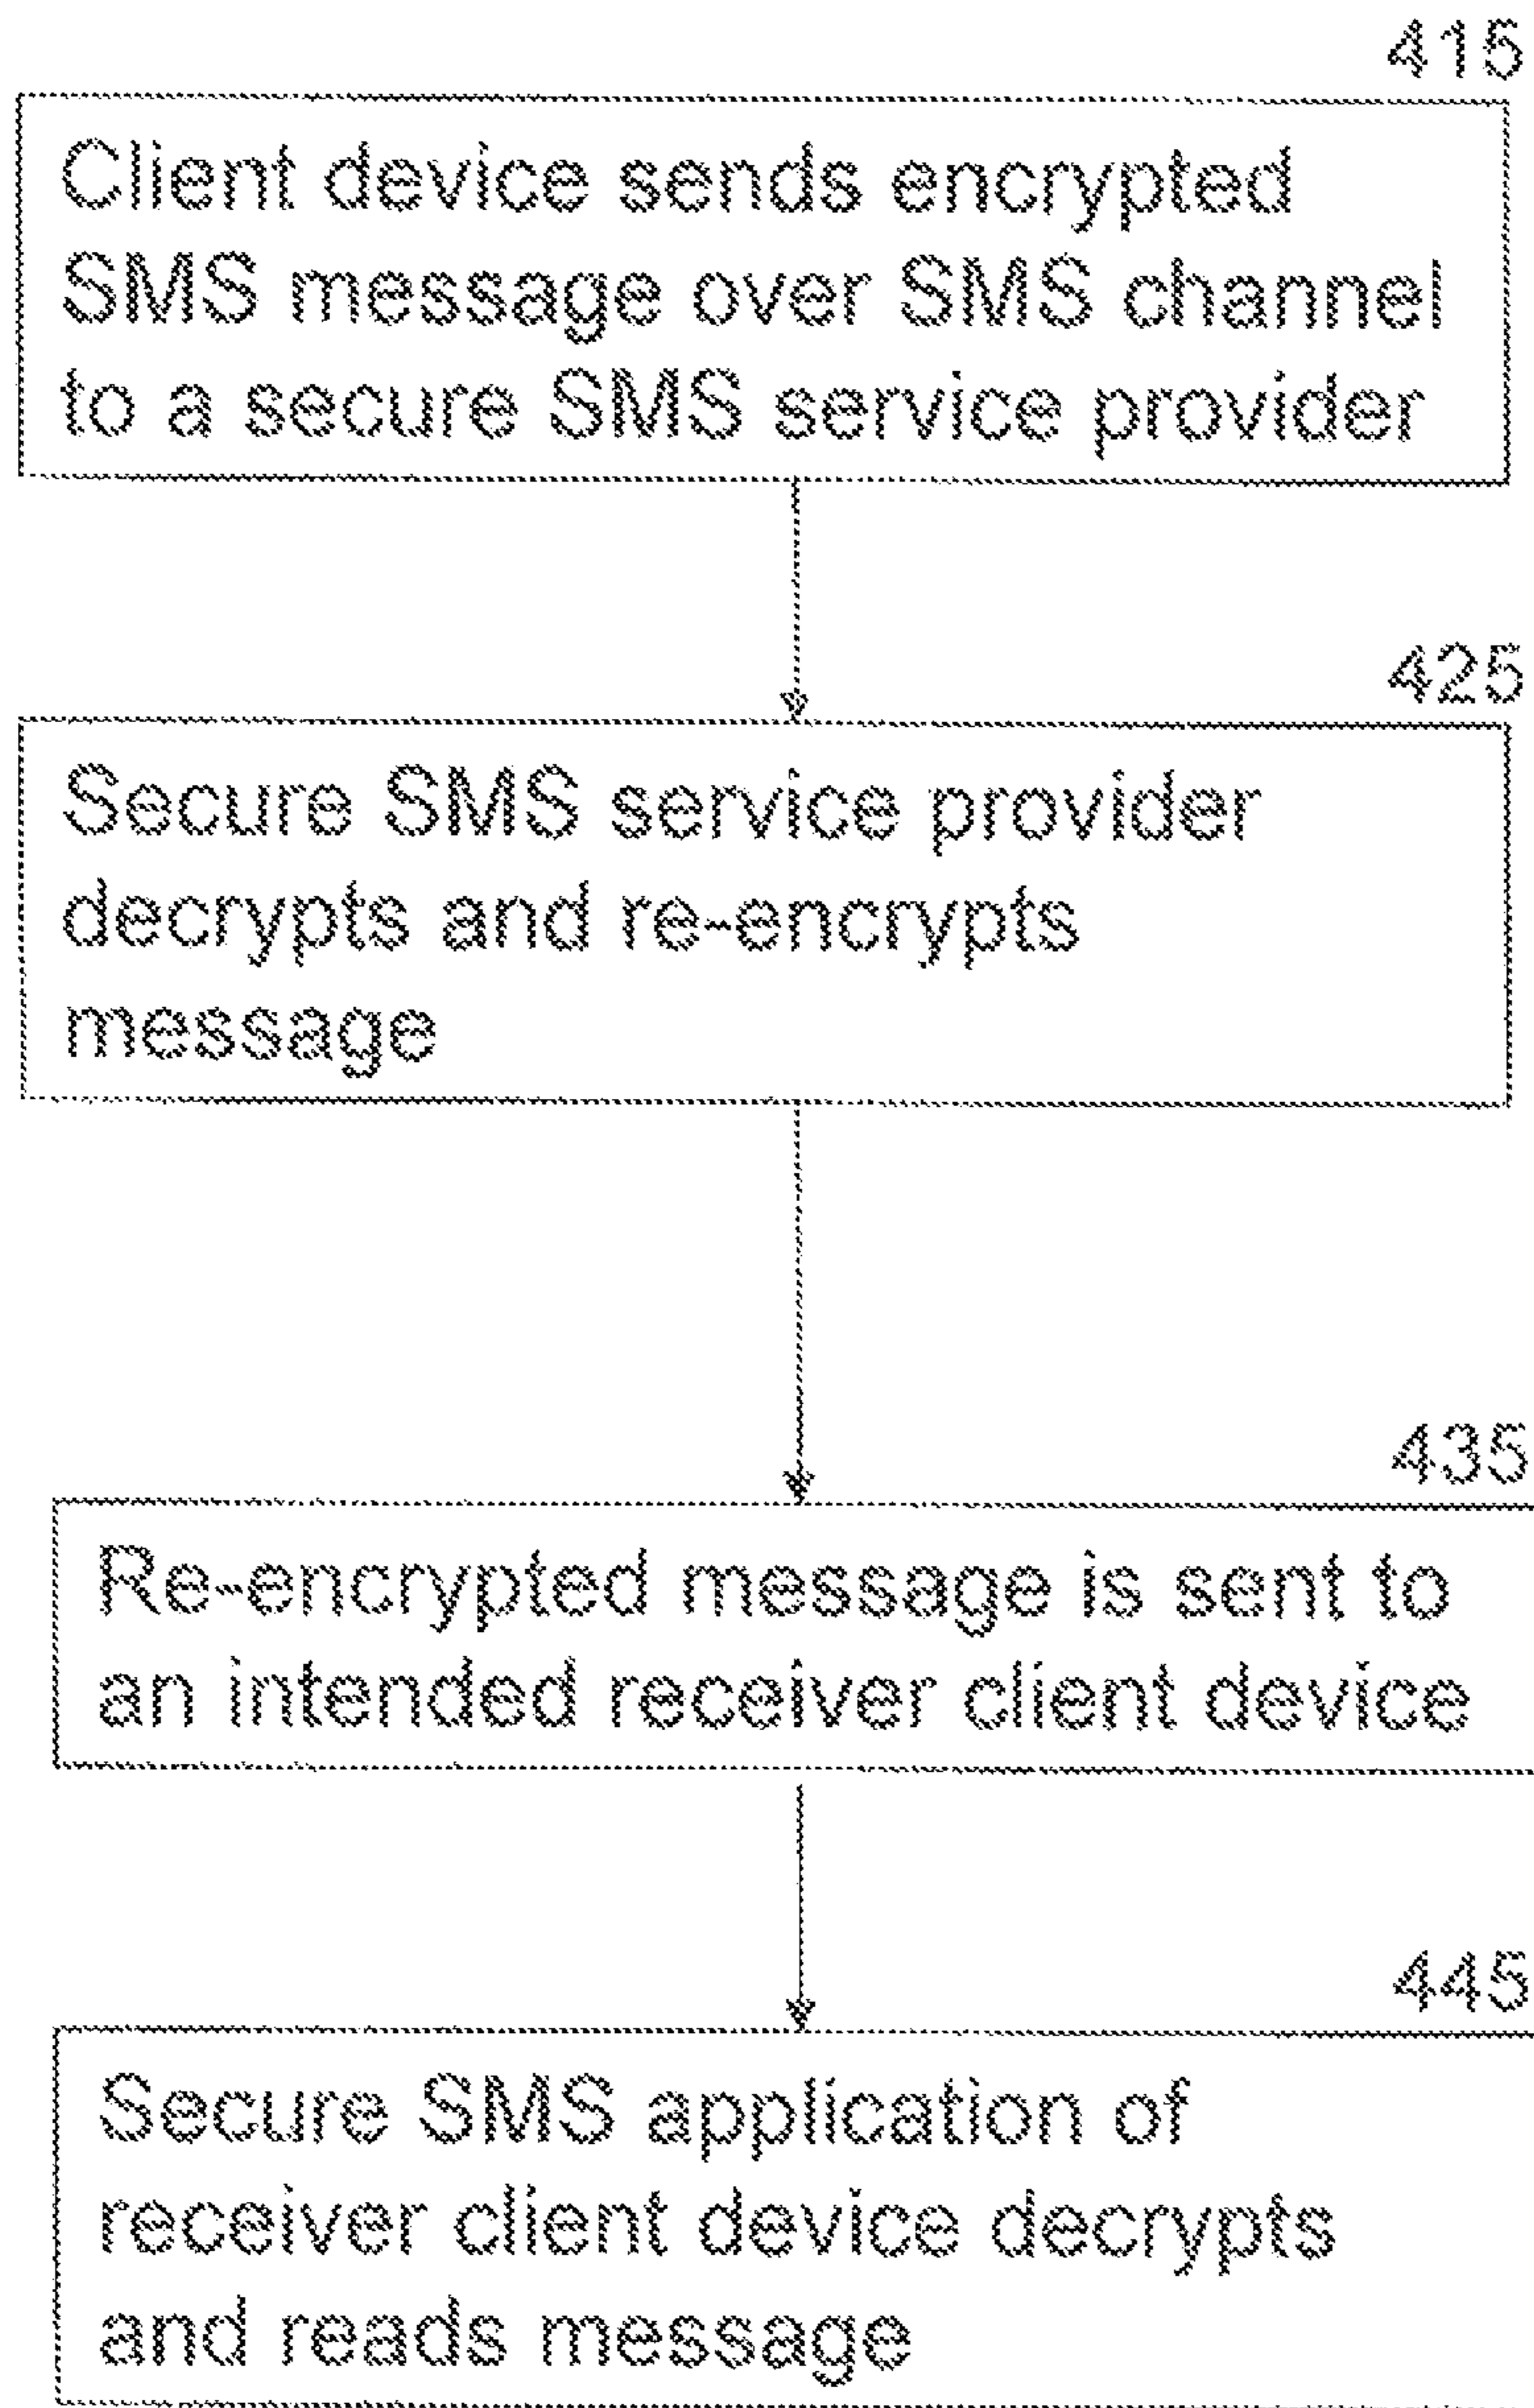 415
Client device sends encrypted
SMS message over SMS channel
to a secure SMS service provider
425
Secure SMS service provider
decrypts and re-encrypts
message
435
Re-encrypted message is sent to
an intended receiver client device
445
Secure SMS application of
receiver client device decrypts
and reads message